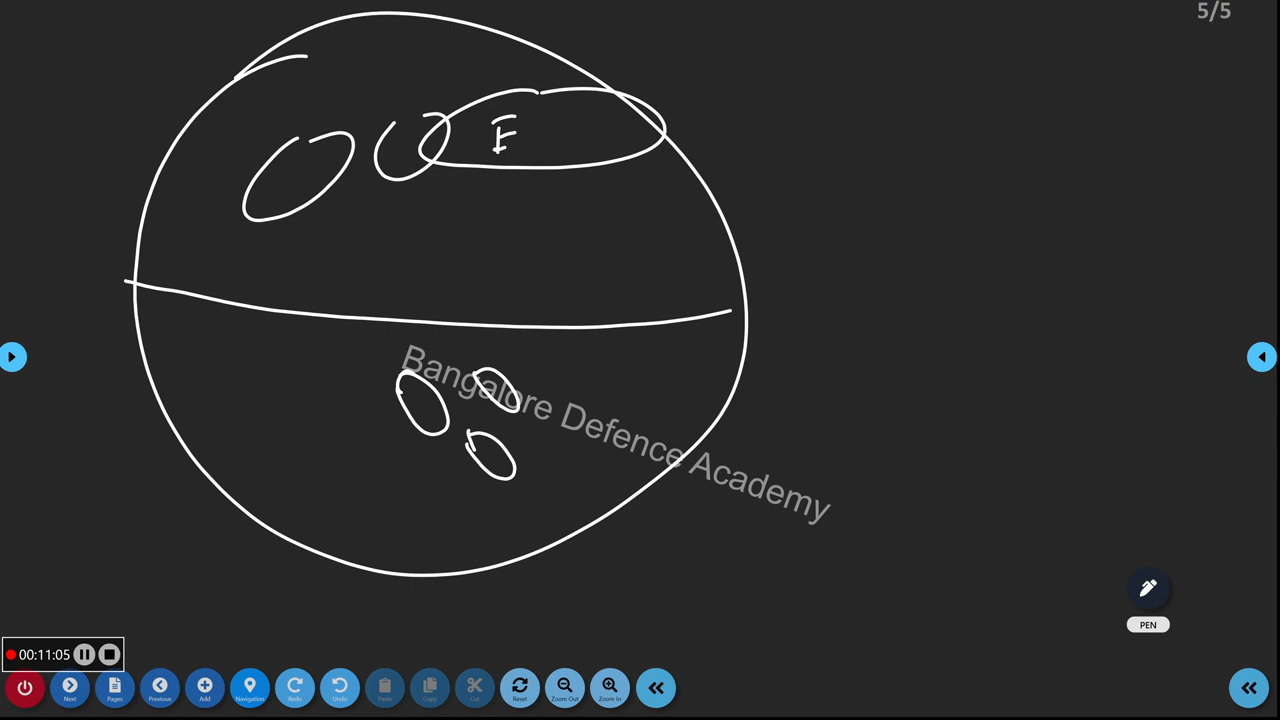 5/5
E
Bangalore Defence Academy
PEN
00:11:05
Next Pages Previous Add Navigation Redo Undo Paste Copy Cut Reset Zoom Out Zoom In